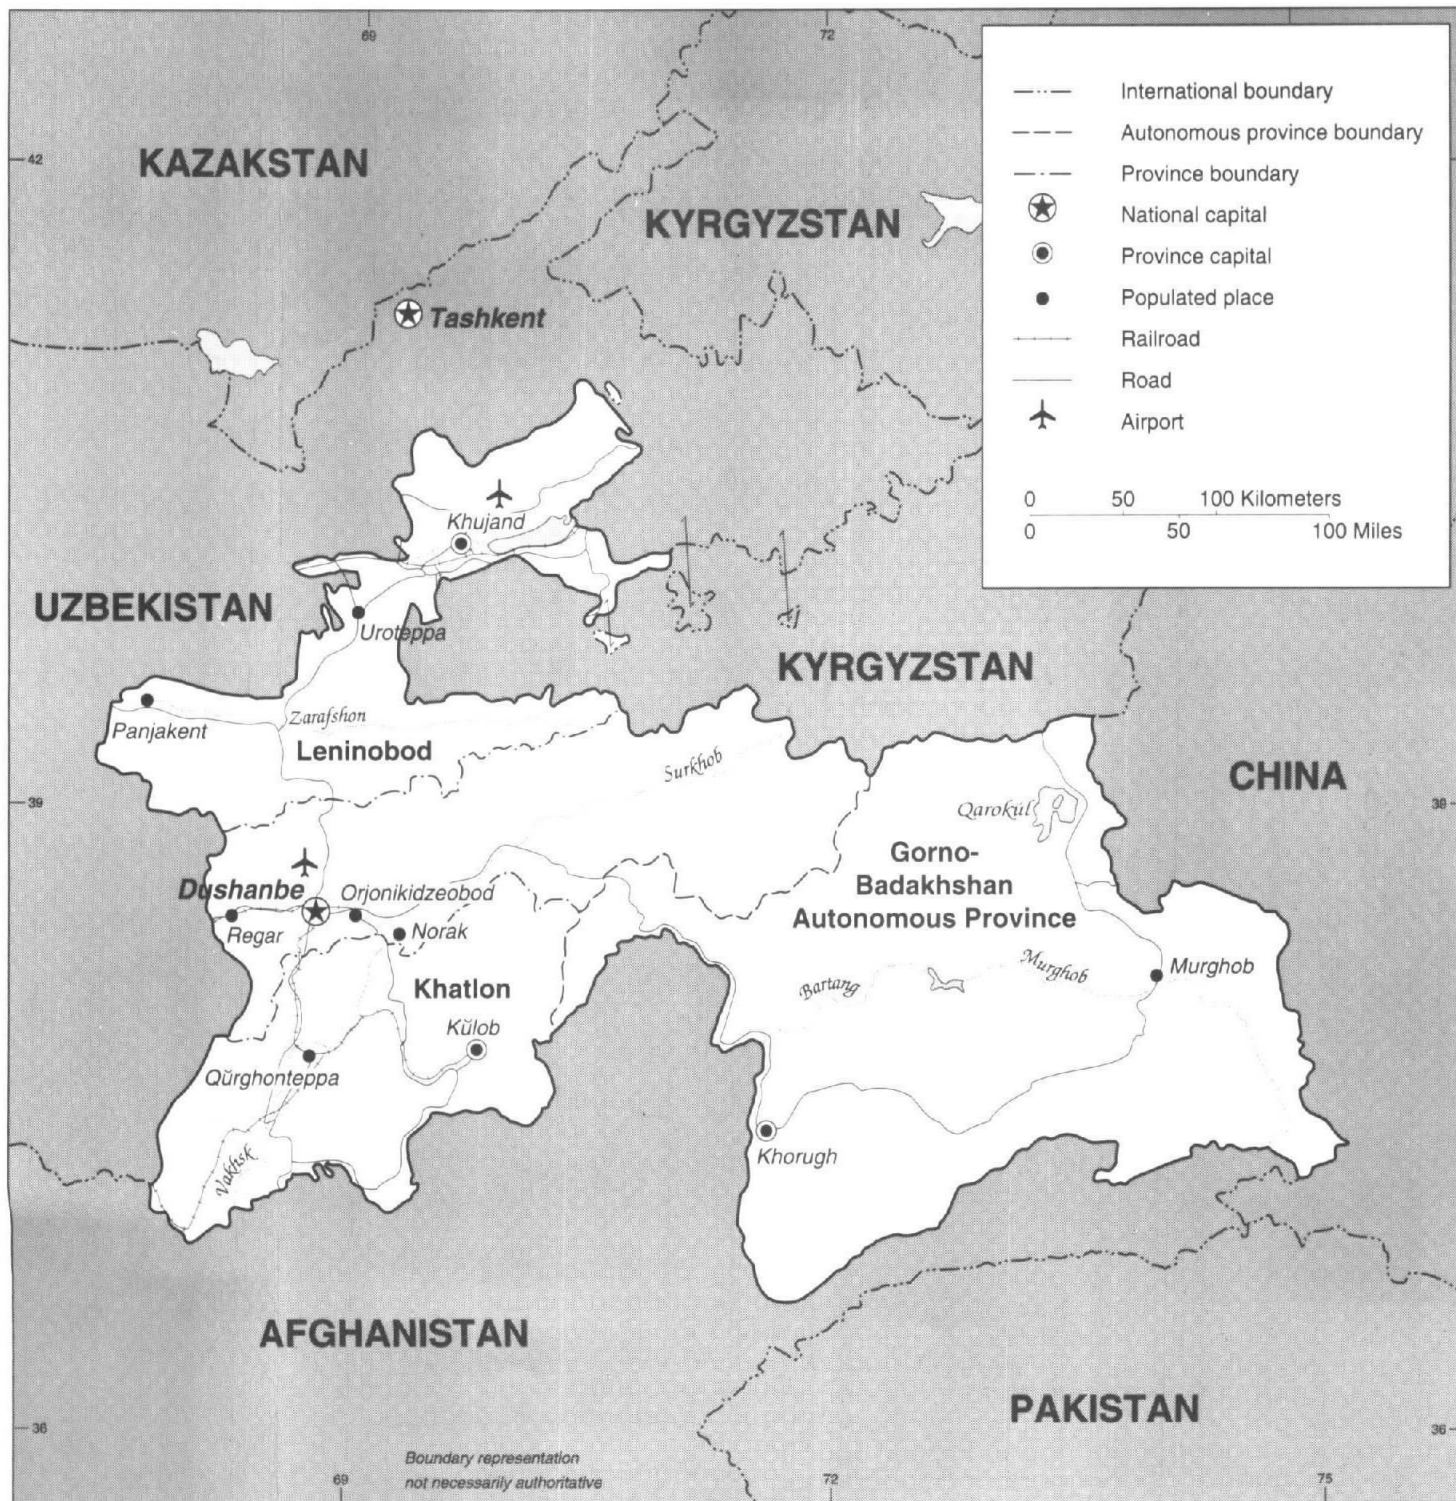 69
72
42
KAZAKSTAN
KYRGYZSTAN
Tashkent
International boundary
Autonomous province boundary
Province boundary
National capital
Province capital
Populated place
Railroad
Road
Airport
0 50 100 Kilometers
0 50 100 Miles
Khujand
UZBEKISTAN
Uroteppa
KYRGYZSTAN
Panjakent
Zarafshon
Leninobod
Surkhob
CHINA
39
39
Qarokŭl
Gorno-
Badakhshan
Autonomous Province
Dushanbe
Orjonikidzeobod
Regar
Norak
Khatlon
Bartang
Murghob
Murghob
Kŭlob
Qŭrghonteppa
Vakhsk
Khorugh
AFGHANISTAN
PAKISTAN
36
36
Boundary representation
not necessarily authoritative
69
72
75